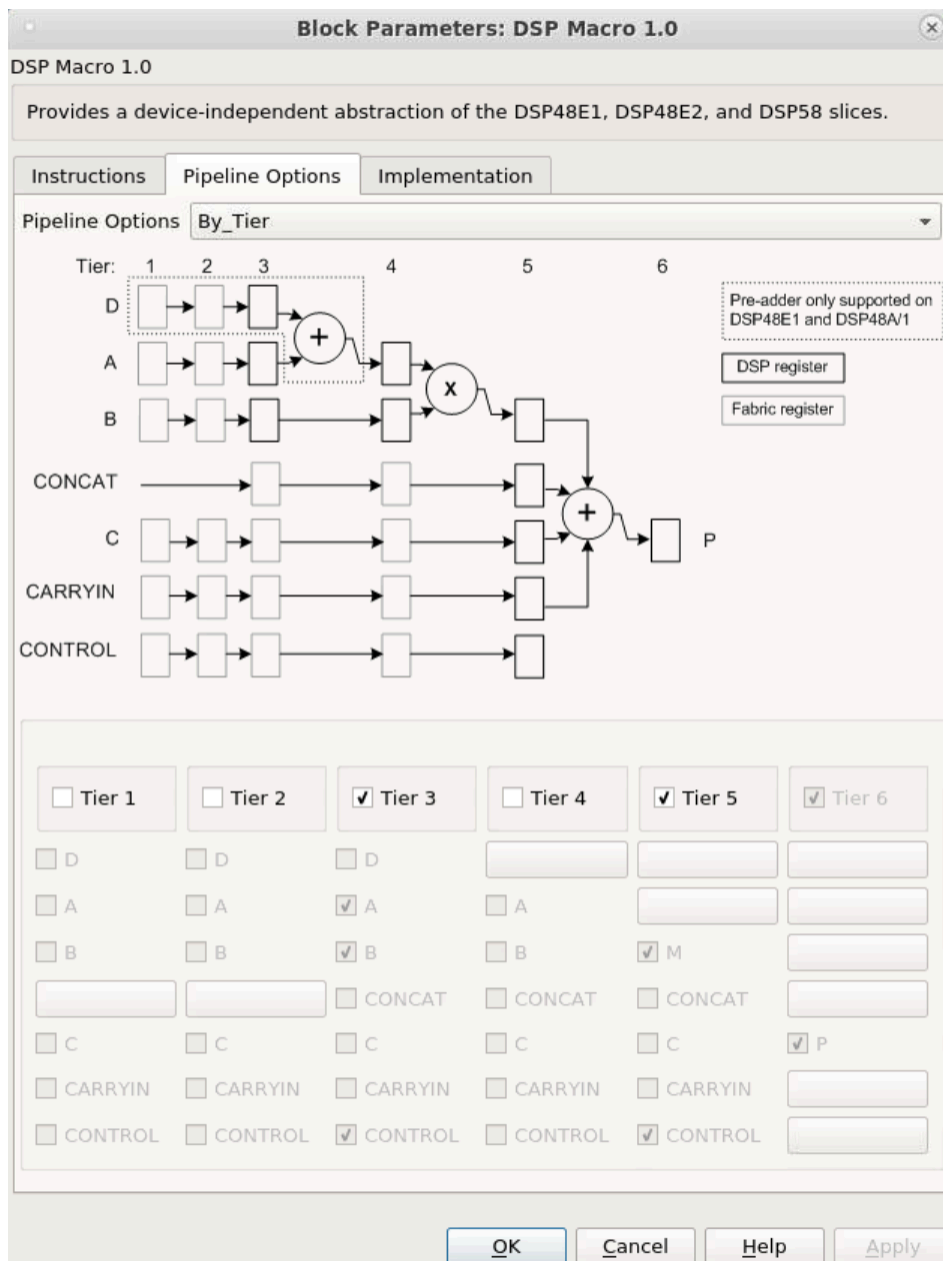 Block Parameters: DSP Macro 1.0
DSP Macro 1.0
Provides a device-independent abstraction of the DSP48E1, DSP48E2, and DSP58 slices.
Instructions Pipeline Options Implementation
Pipeline Options By_Tier
Tier: 1 2 3 4 5 6
D
+
Pre-adder only supported on
DSP48E1 and DSP48A/1
A
DSP register
X
B
Fabric register
CONCAT
+
C
P
CARRYIN
CONTROL
Tier 1 Tier 2 Tier 3 Tier 4 Tier 5 Tier 6
D D D
A A A A
B B B B M
CONCAT CONCAT CONCAT
C C C C C P
CARRYIN CARRYIN CARRYIN CARRYIN CARRYIN
CONTROL CONTROL CONTROL CONTROL CONTROL
OK Cancel Help Apply